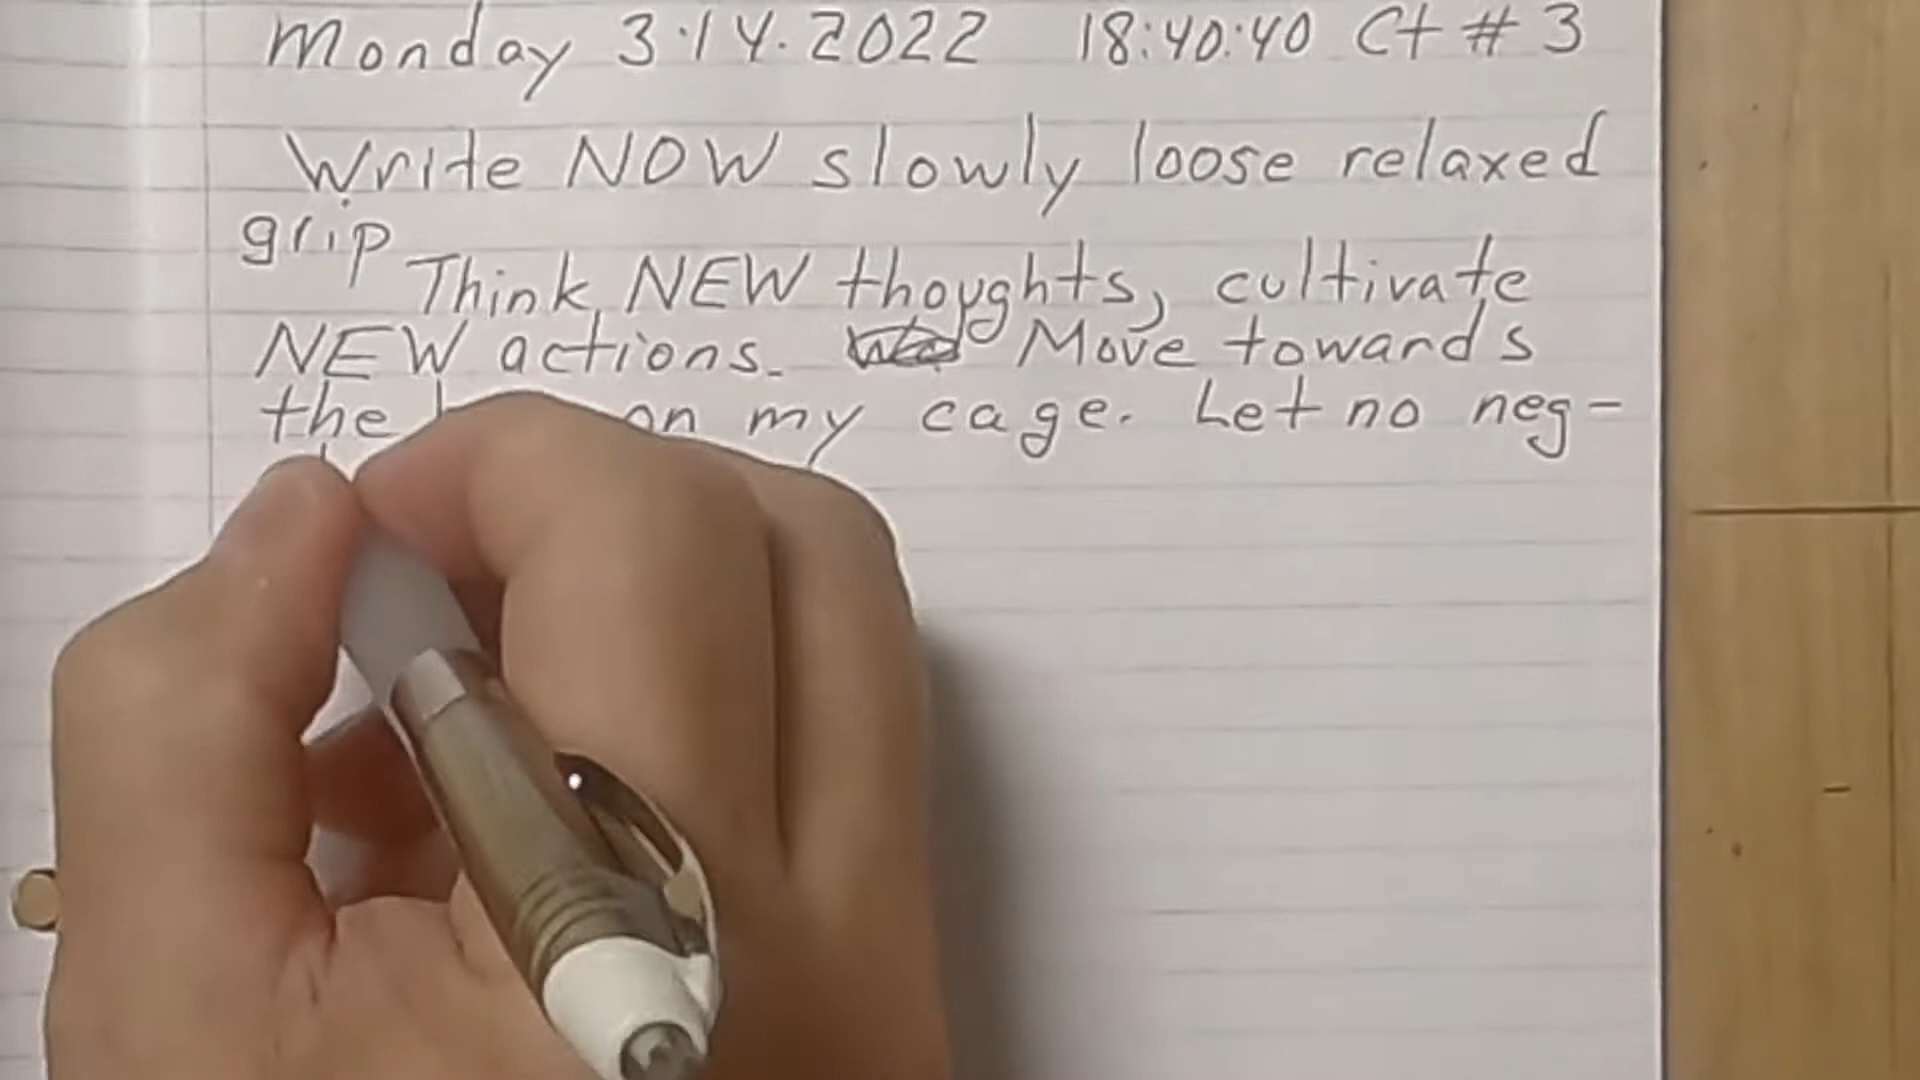 Monday 3.14.2022 18:40:40 Ct # 3
Write NOW slowly loose relaxed
grip
Think NEW thoughts, cultivate
NEW actions. Move towards
the on my cage. Let no neg-